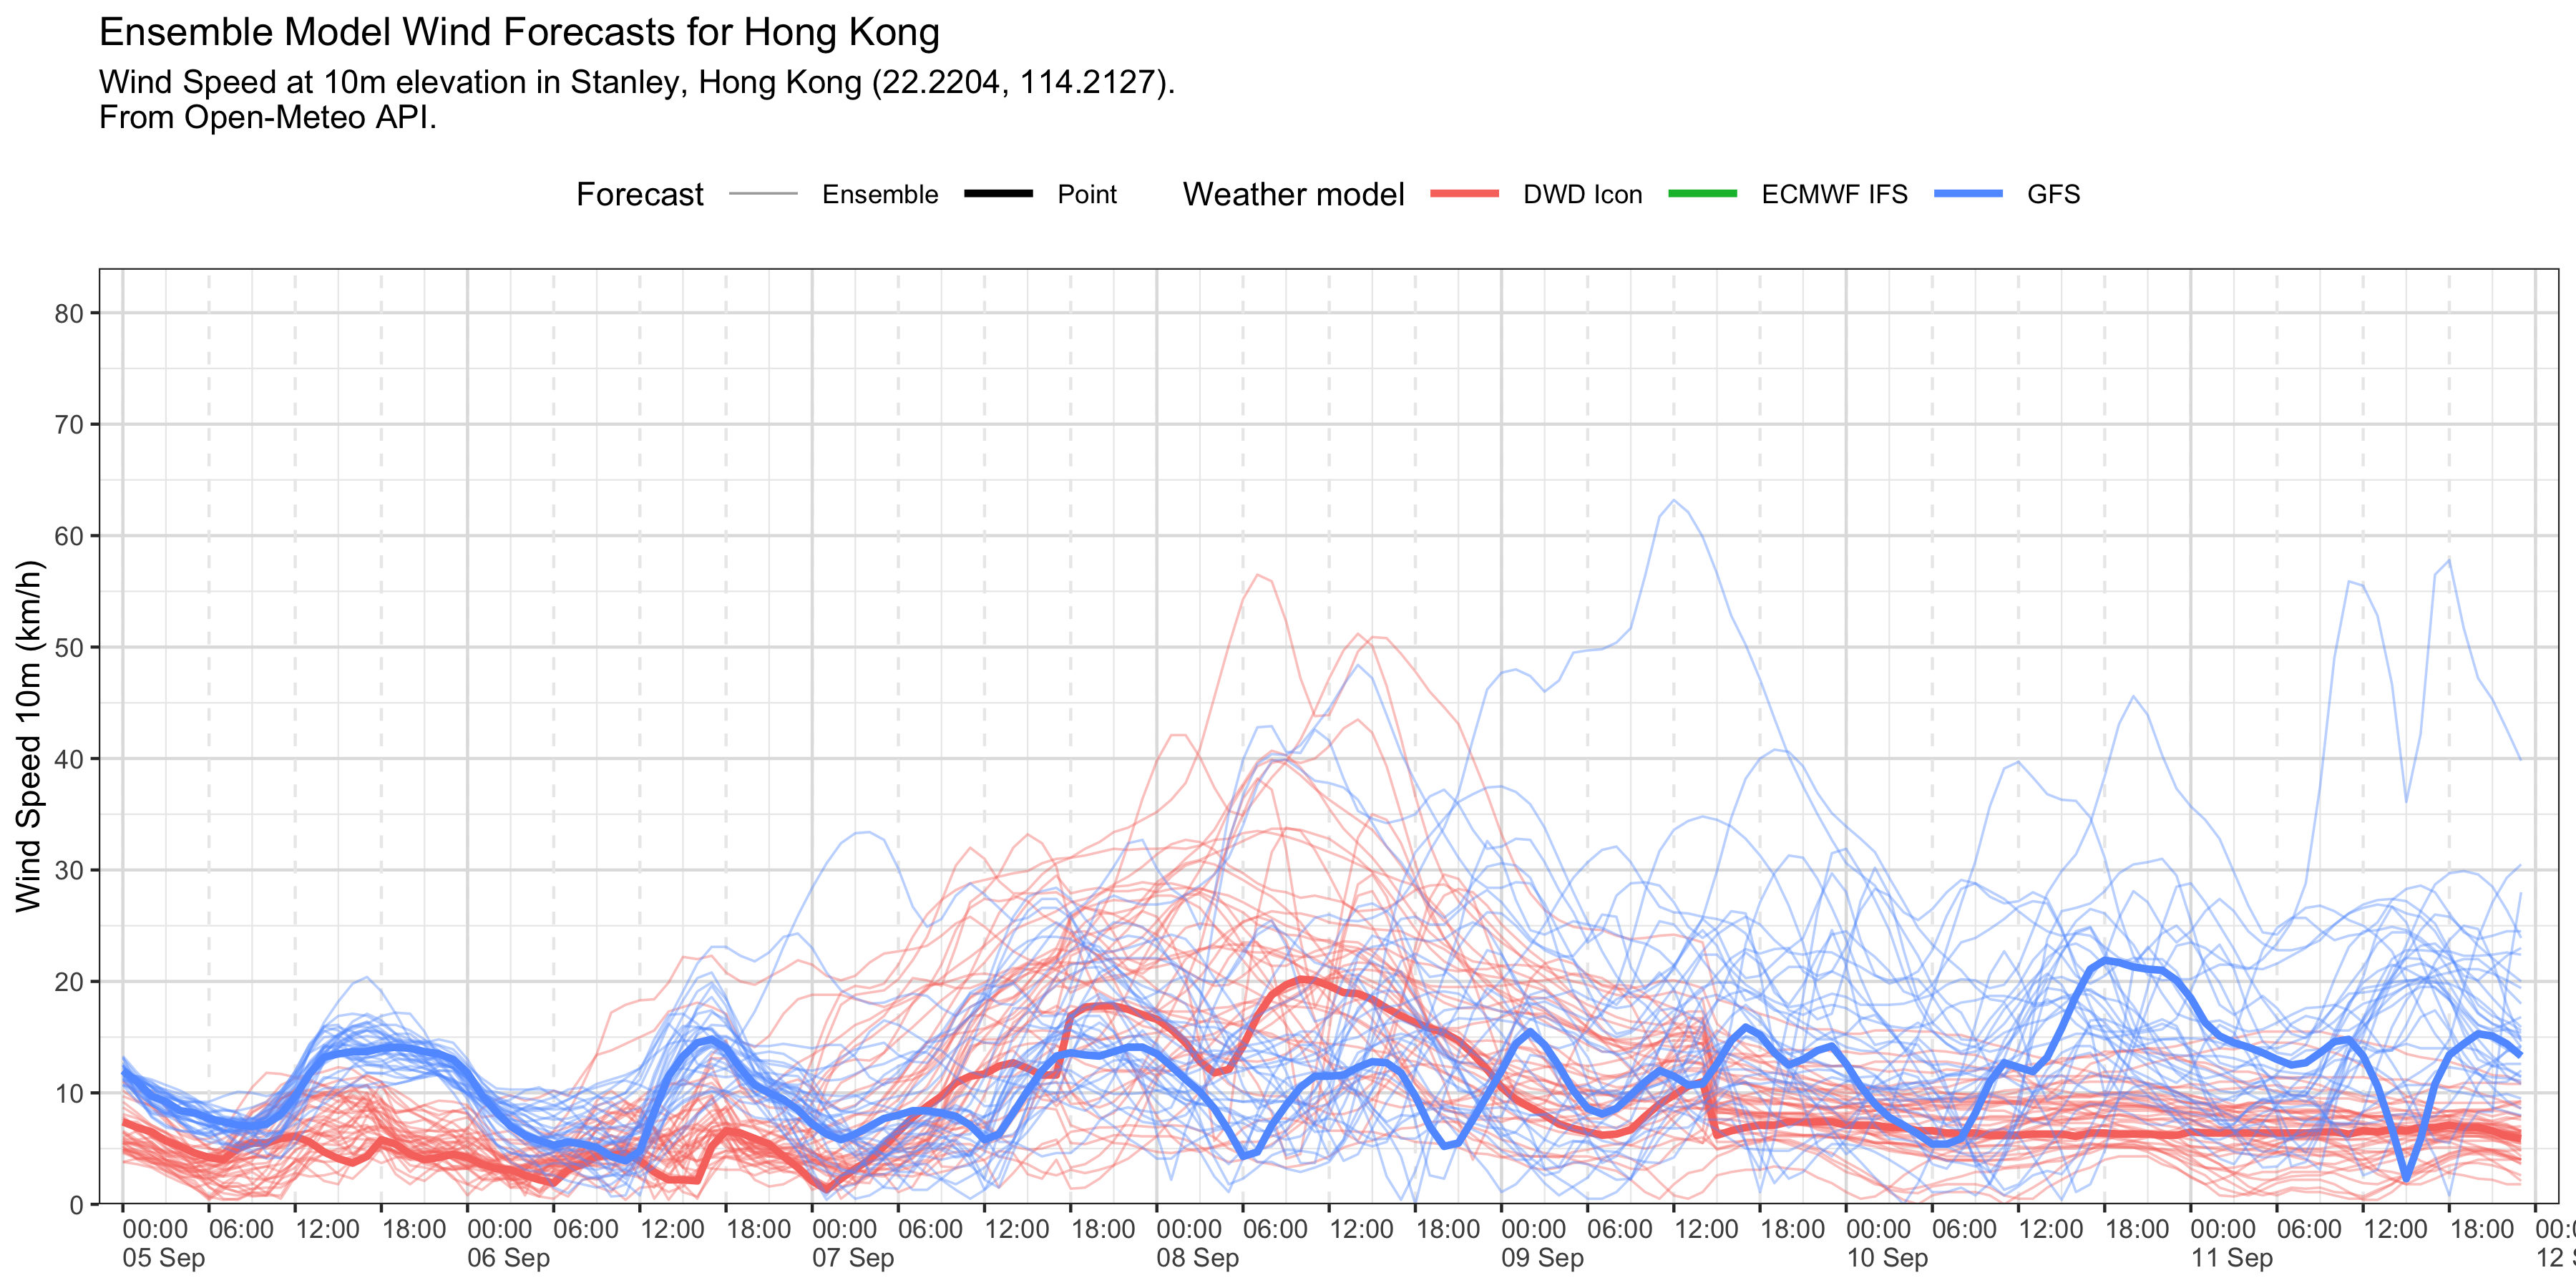 Ensemble Model Wind Forecasts for Hong Kong
Wind Speed at 10m elevation in Stanley, Hong Kong (22.2204, 114.2127).
From Open-Meteo API.
Forecast Ensemble Point Weather model DWD Icon ECMWF IFS GFS
Wind Speed 10m (km/h)
80
70
60
50
40
30
20
10
0
00:00 06:00 12:00 18:00 00:00 06:00 12:00 18:00 00:00 06:00 12:00 18:00 00:00 06:00 12:00 18:00 00:00 06:00 12:00 18:00 00:00 06:00 12:00 18:00 00:00 06:00 12:00 18:00 00:0
05 Sep 06 Sep 07 Sep 08 Sep 09 Sep 10 Sep 11 Sep 12 S